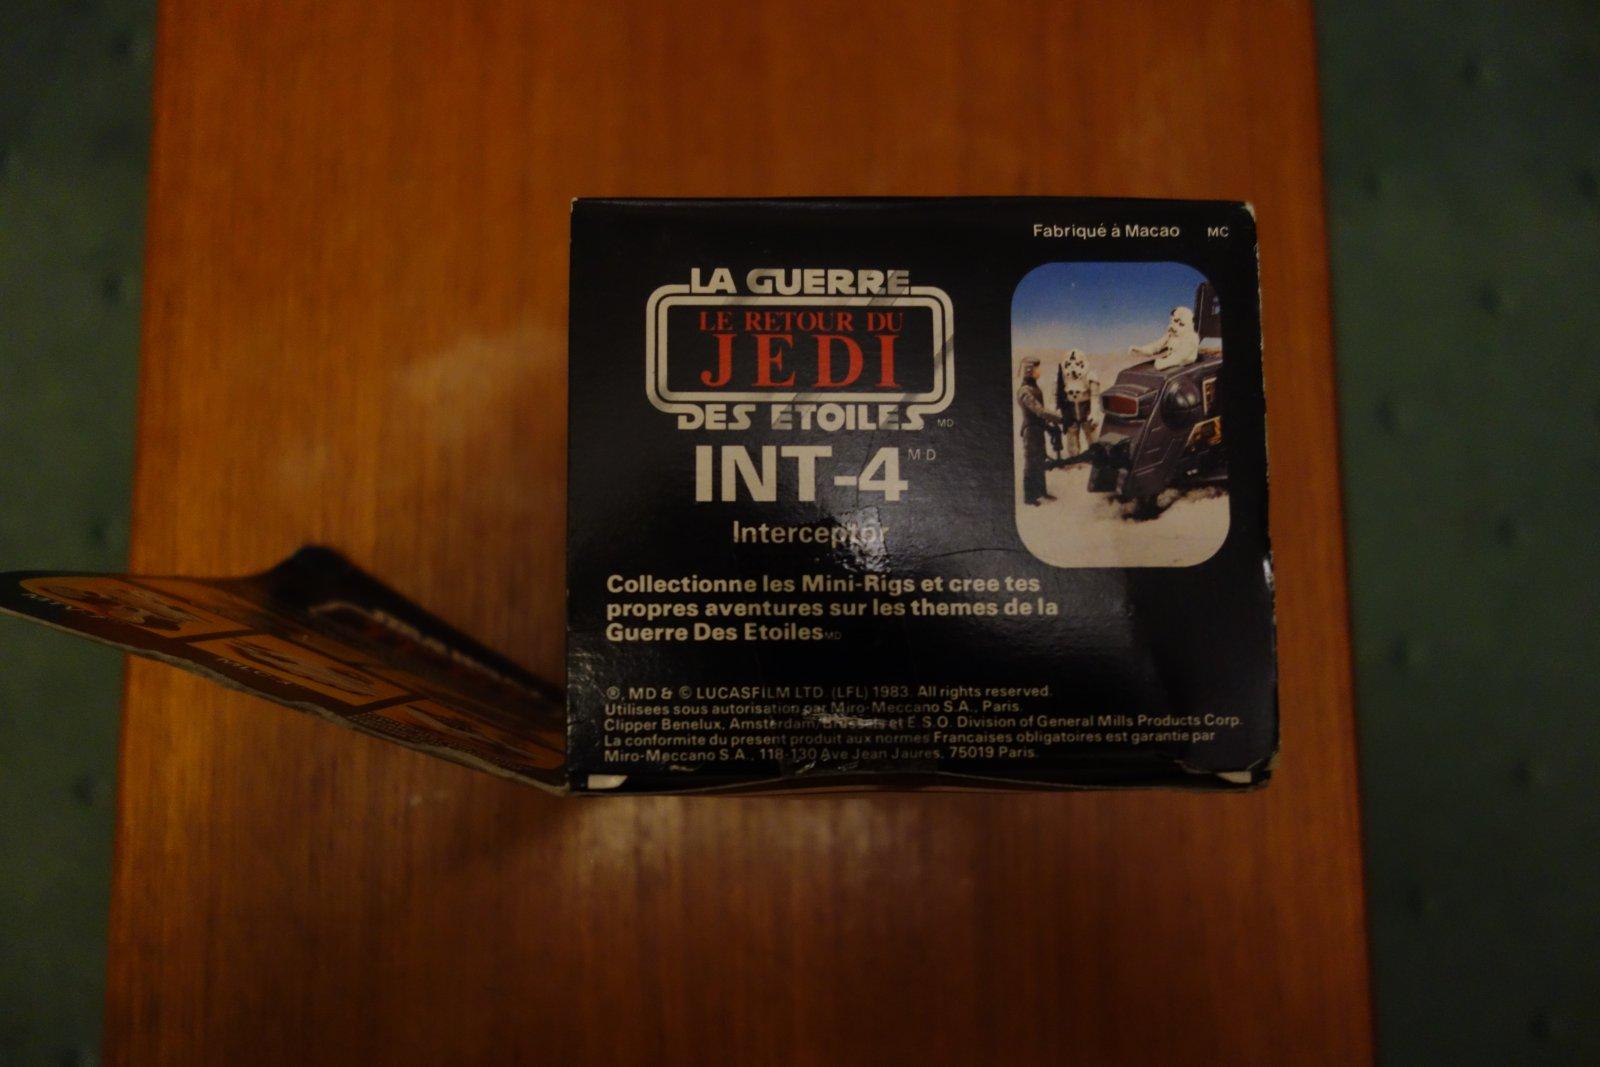 Fabriqué à Macao MC
LA GUERRE
LE RETOUR DU
JEDI
DES ETOILES MD
INT-4 MD
Interceptor
Collectionne les Mini-Rigs et cree tes
propres aventures sur les themes de la
Guerre Des Etoiles MD
®, MD & © LUCASFILM LTD. (LFL) 1983. All rights reserved.
Utilisees sous autorisation par Miro-Meccano S.A., Paris.
Clipper Benelux, Amsterdam/Brussels et E.S.O. Division of General Mills Products Corp.
La conformite du present produit aux normes Francaises obligatoires est garantie par
Miro-Meccano S.A., 118-130 Ave Jean Jaures, 75019 Paris.